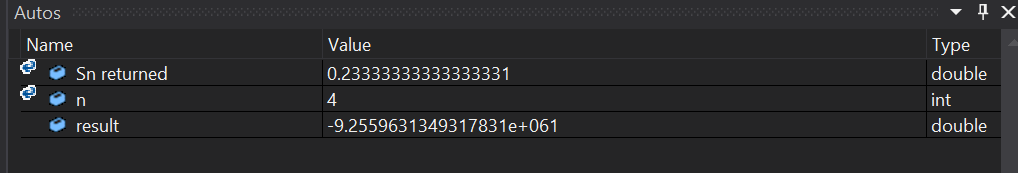 Autos
Name Value Type
Sn returned 0.23333333333333331 double
n 4 int
result -9.2559631349317831e+061 double